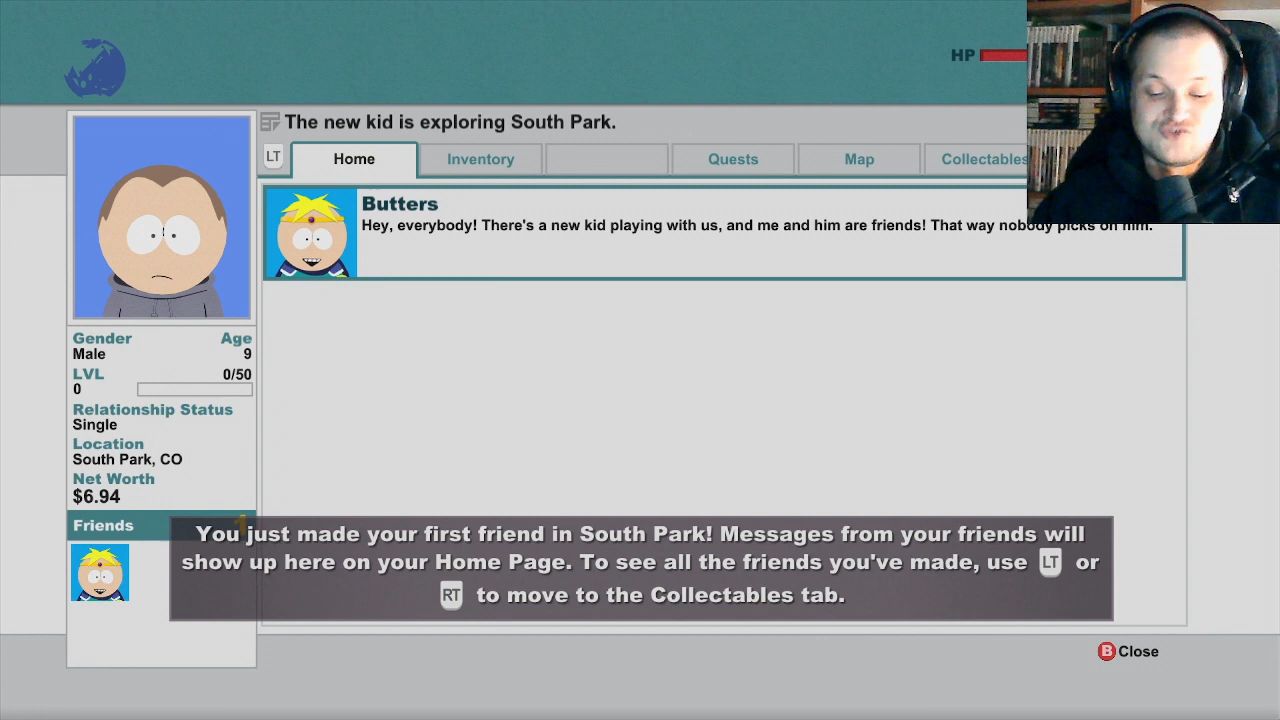 HP
The new kid is exploring South Park.
LT
Home
Inventory
Quests
Map
Collectables
Butters
Hey, everybody! There's a new kid playing with us, and me and him are friends! That way nobody picks on him.
Gender Age
Male 9
LVL 0/50
0
Relationship Status
Single
Location
South Park, CO
Net Worth
$6.94
Friends 1
You just made your first friend in South Park! Messages from your friends will
show up here on your Home Page. To see all the friends you've made, use LT or
RT to move to the Collectables tab.
B Close